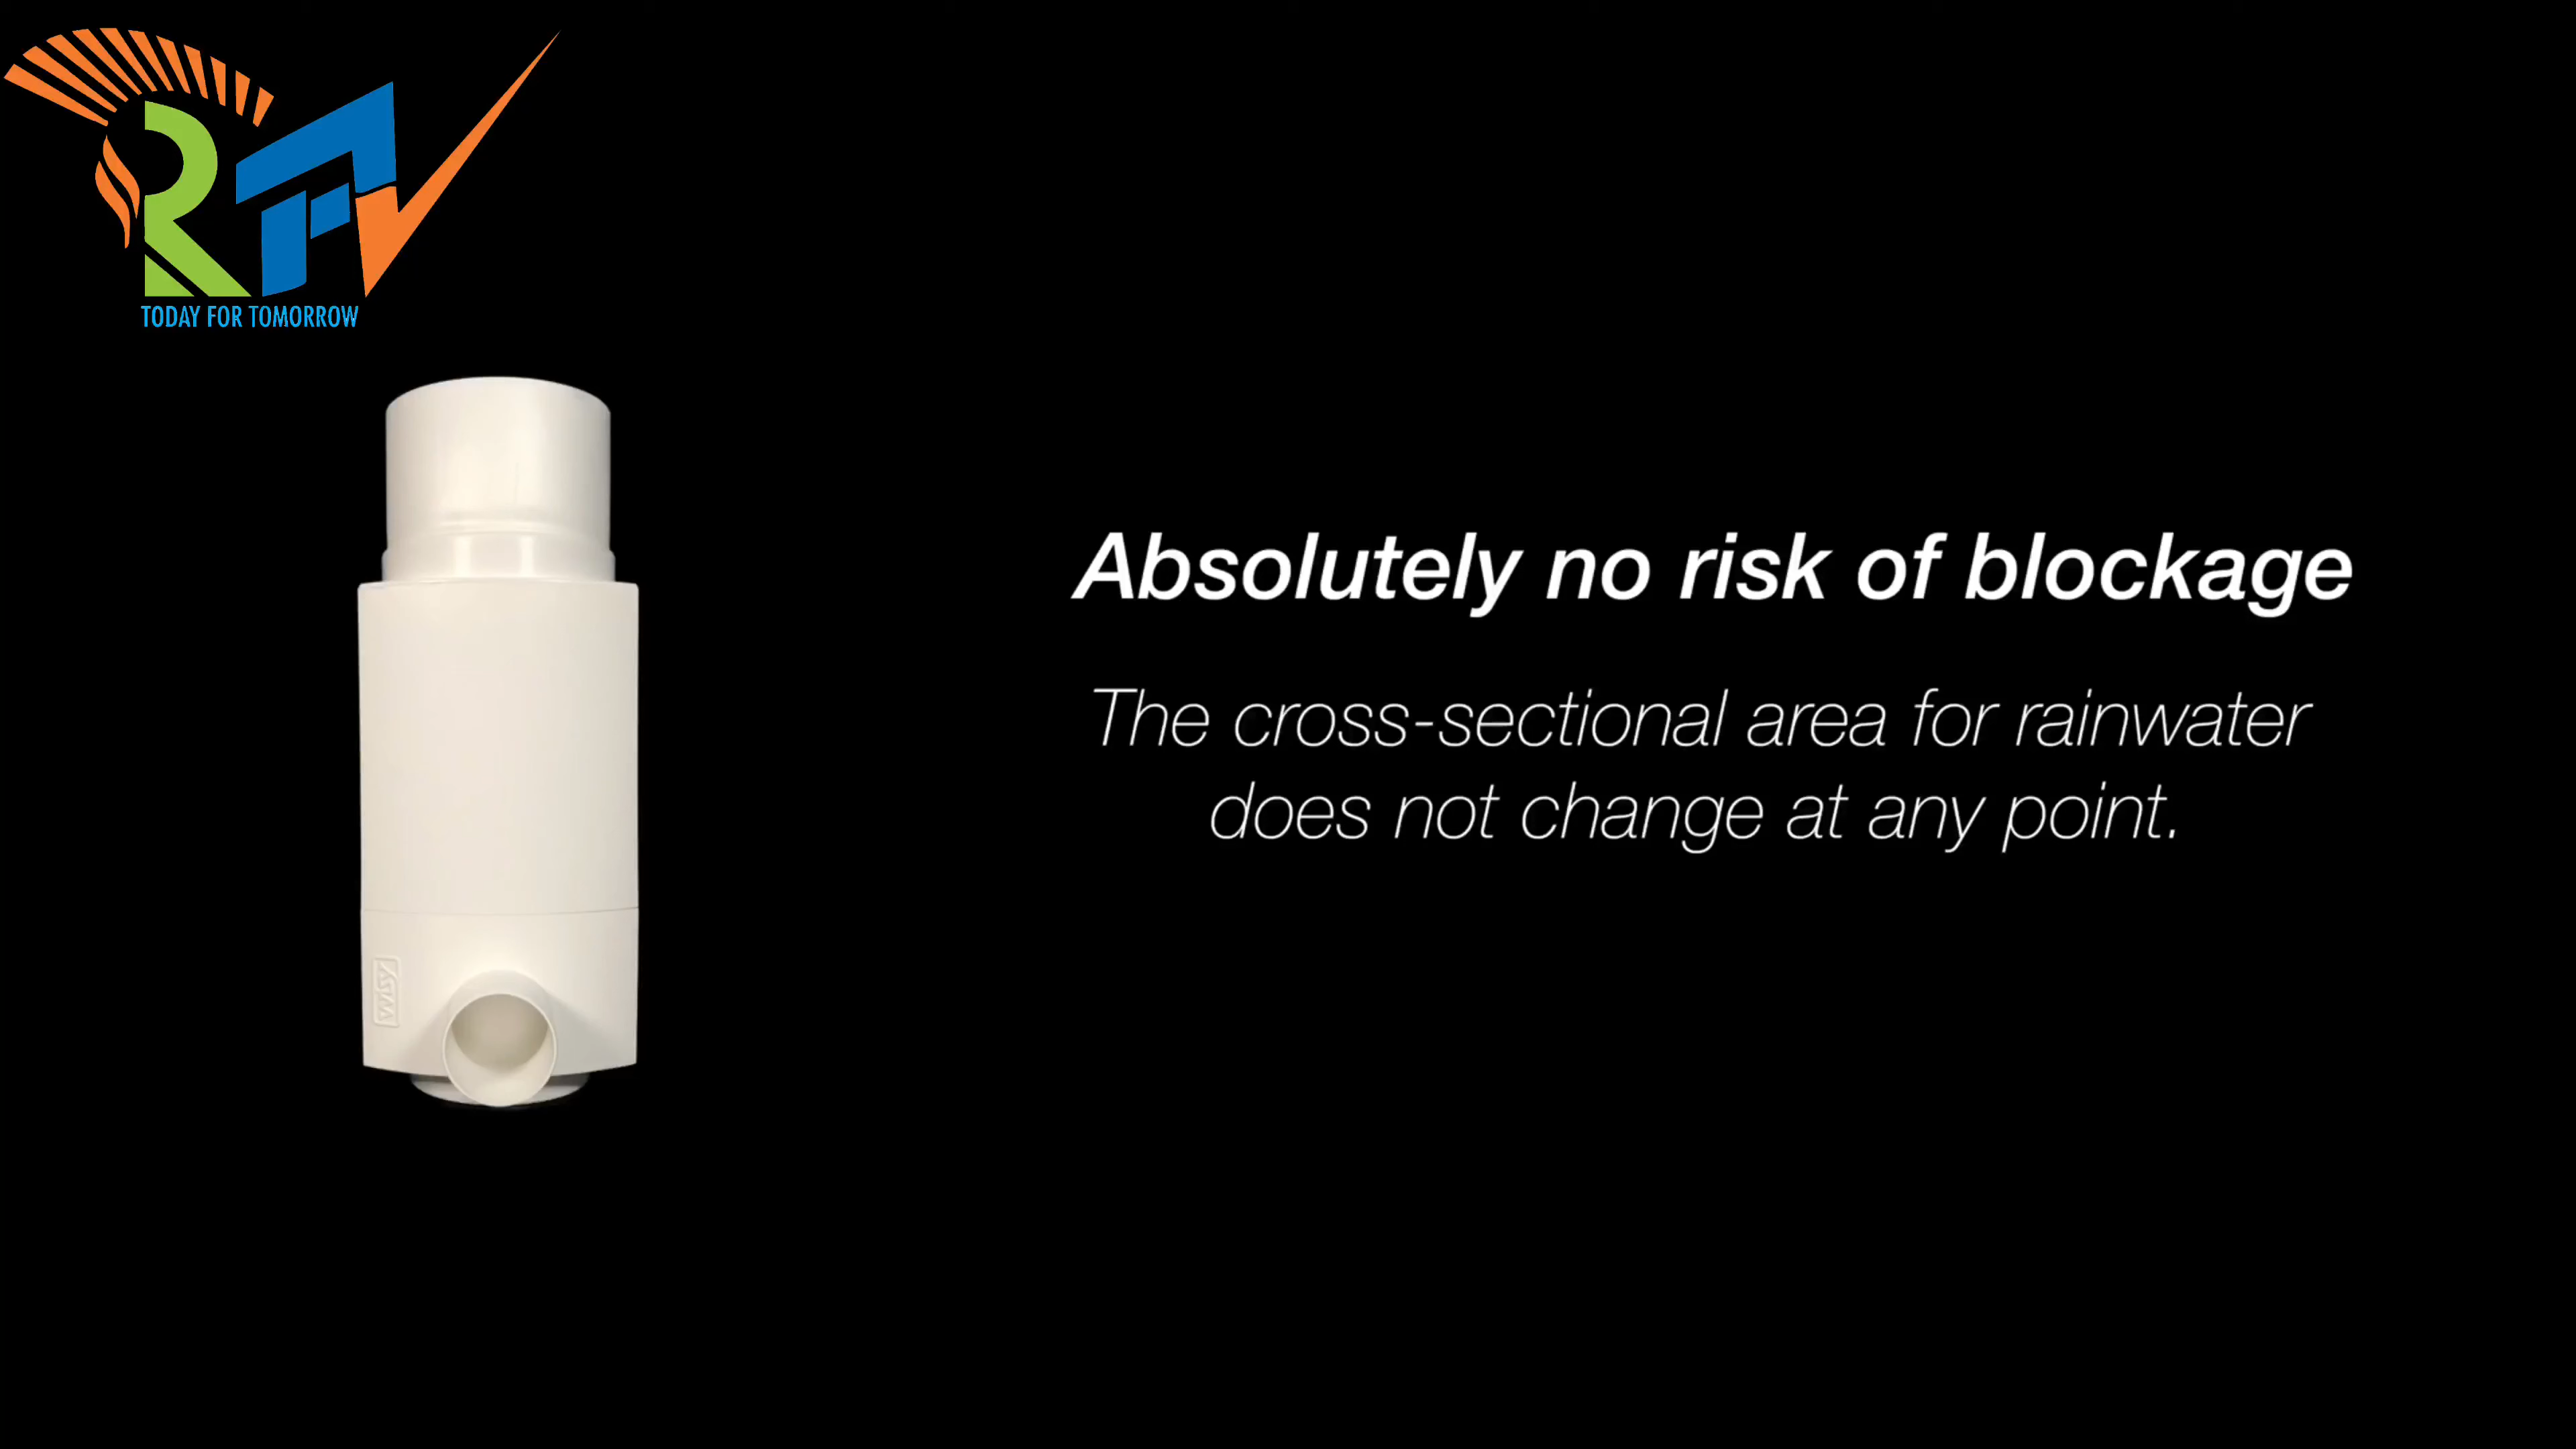 RTFV
TODAY FOR TOMORROW
Absolutely no risk of blockage
The cross-sectional area for rainwater
does not change at any point.
WISY